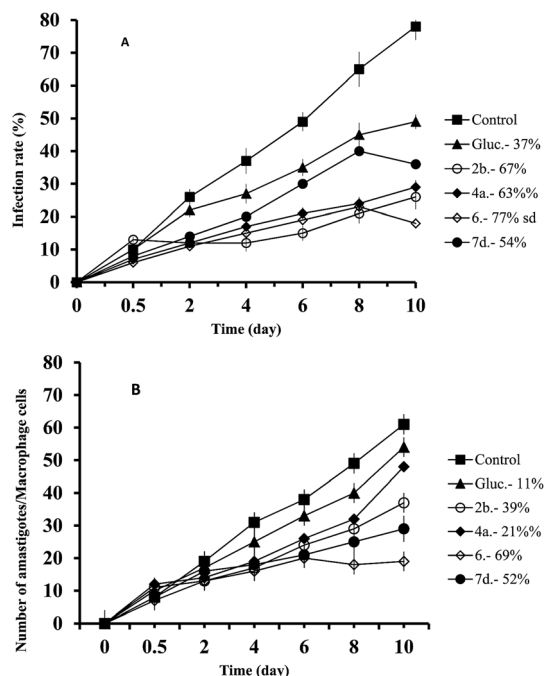 A
Infection rate (%)
80
70
60
50
40
30
20
10
0
0 0.5 2 4 6 8 10
Time (day)
Control
Gluc.- 37%
2b.- 67%
4a.- 63%%
6.- 77% sd
7d.- 54%
B
Number of amastigotes/Macrophage cells
80
70
60
50
40
30
20
10
0
0 0.5 2 4 6 8 10
Time (day)
Control
Gluc.- 11%
2b.- 39%
4a.- 21%%
6.- 69%
7d.- 52%